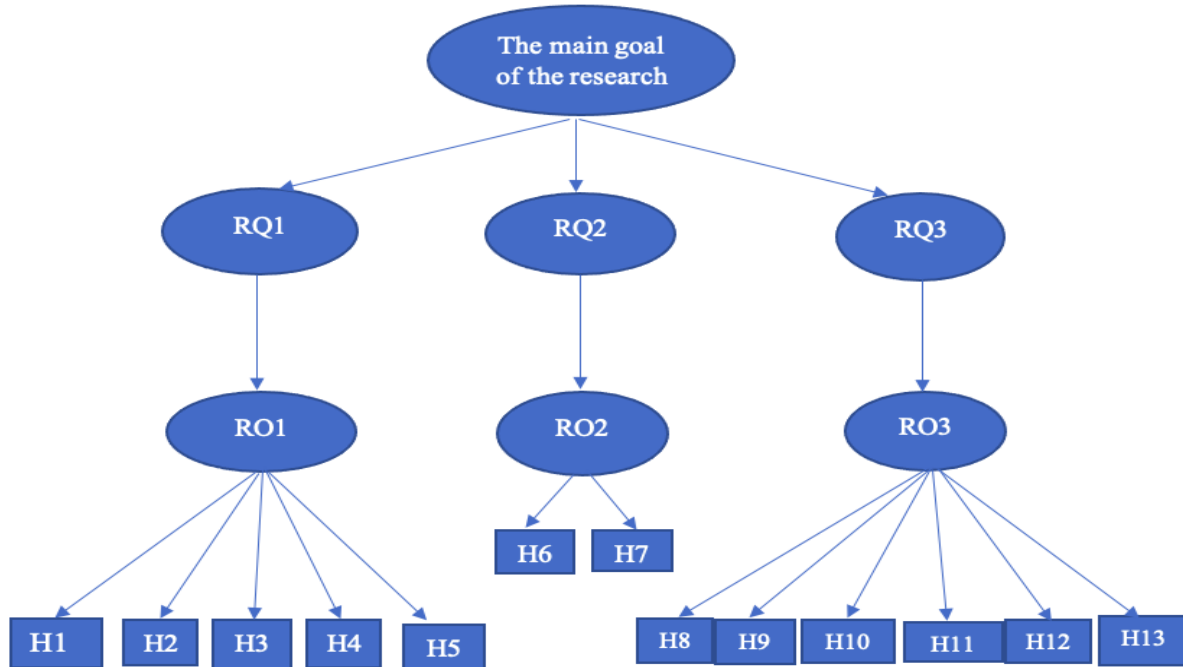 The main goal
of the research
RQ1
RQ2
RQ3
RO1
RO2
RO3
H6
H7
H1
H2
H3
H4
H5
H8
H9
H10
H11
H12
H13